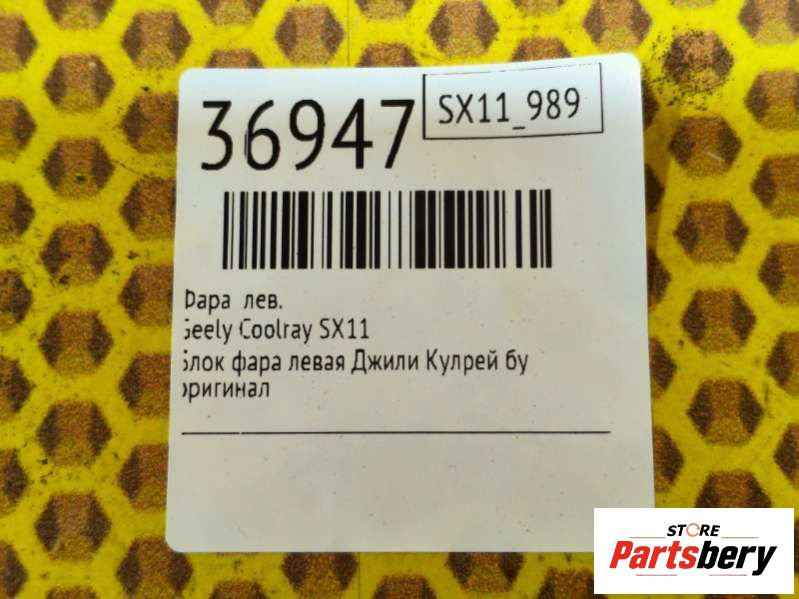 36947
SX11_989
Фара лев.
Geely Coolray SX11
Блок фара левая Джили Кулрей бу
оригинал
STORE
Partsbery